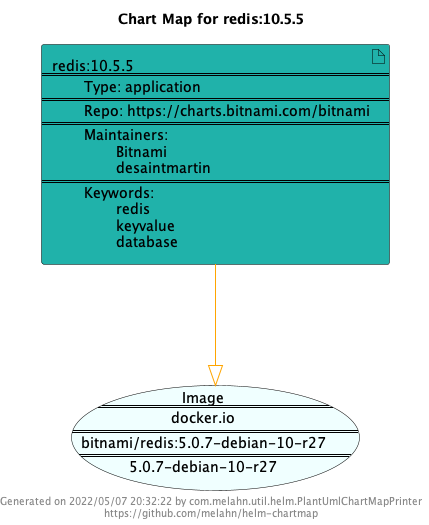 Chart Map for redis:10.5.5
redis:10.5.5
Type: application
Repo: https://charts.bitnami.com/bitnami
Maintainers:
Bitnami
desaintmartin
Keywords:
redis
keyvalue
database
Image
docker.io
bitnami/redis:5.0.7-debian-10-r27
5.0.7-debian-10-r27
Generated on 2022/05/07 20:32:22 by com.melahn.util.helm.PlantUmlChartMapPrinter
https://github.com/melahn/helm-chartmap